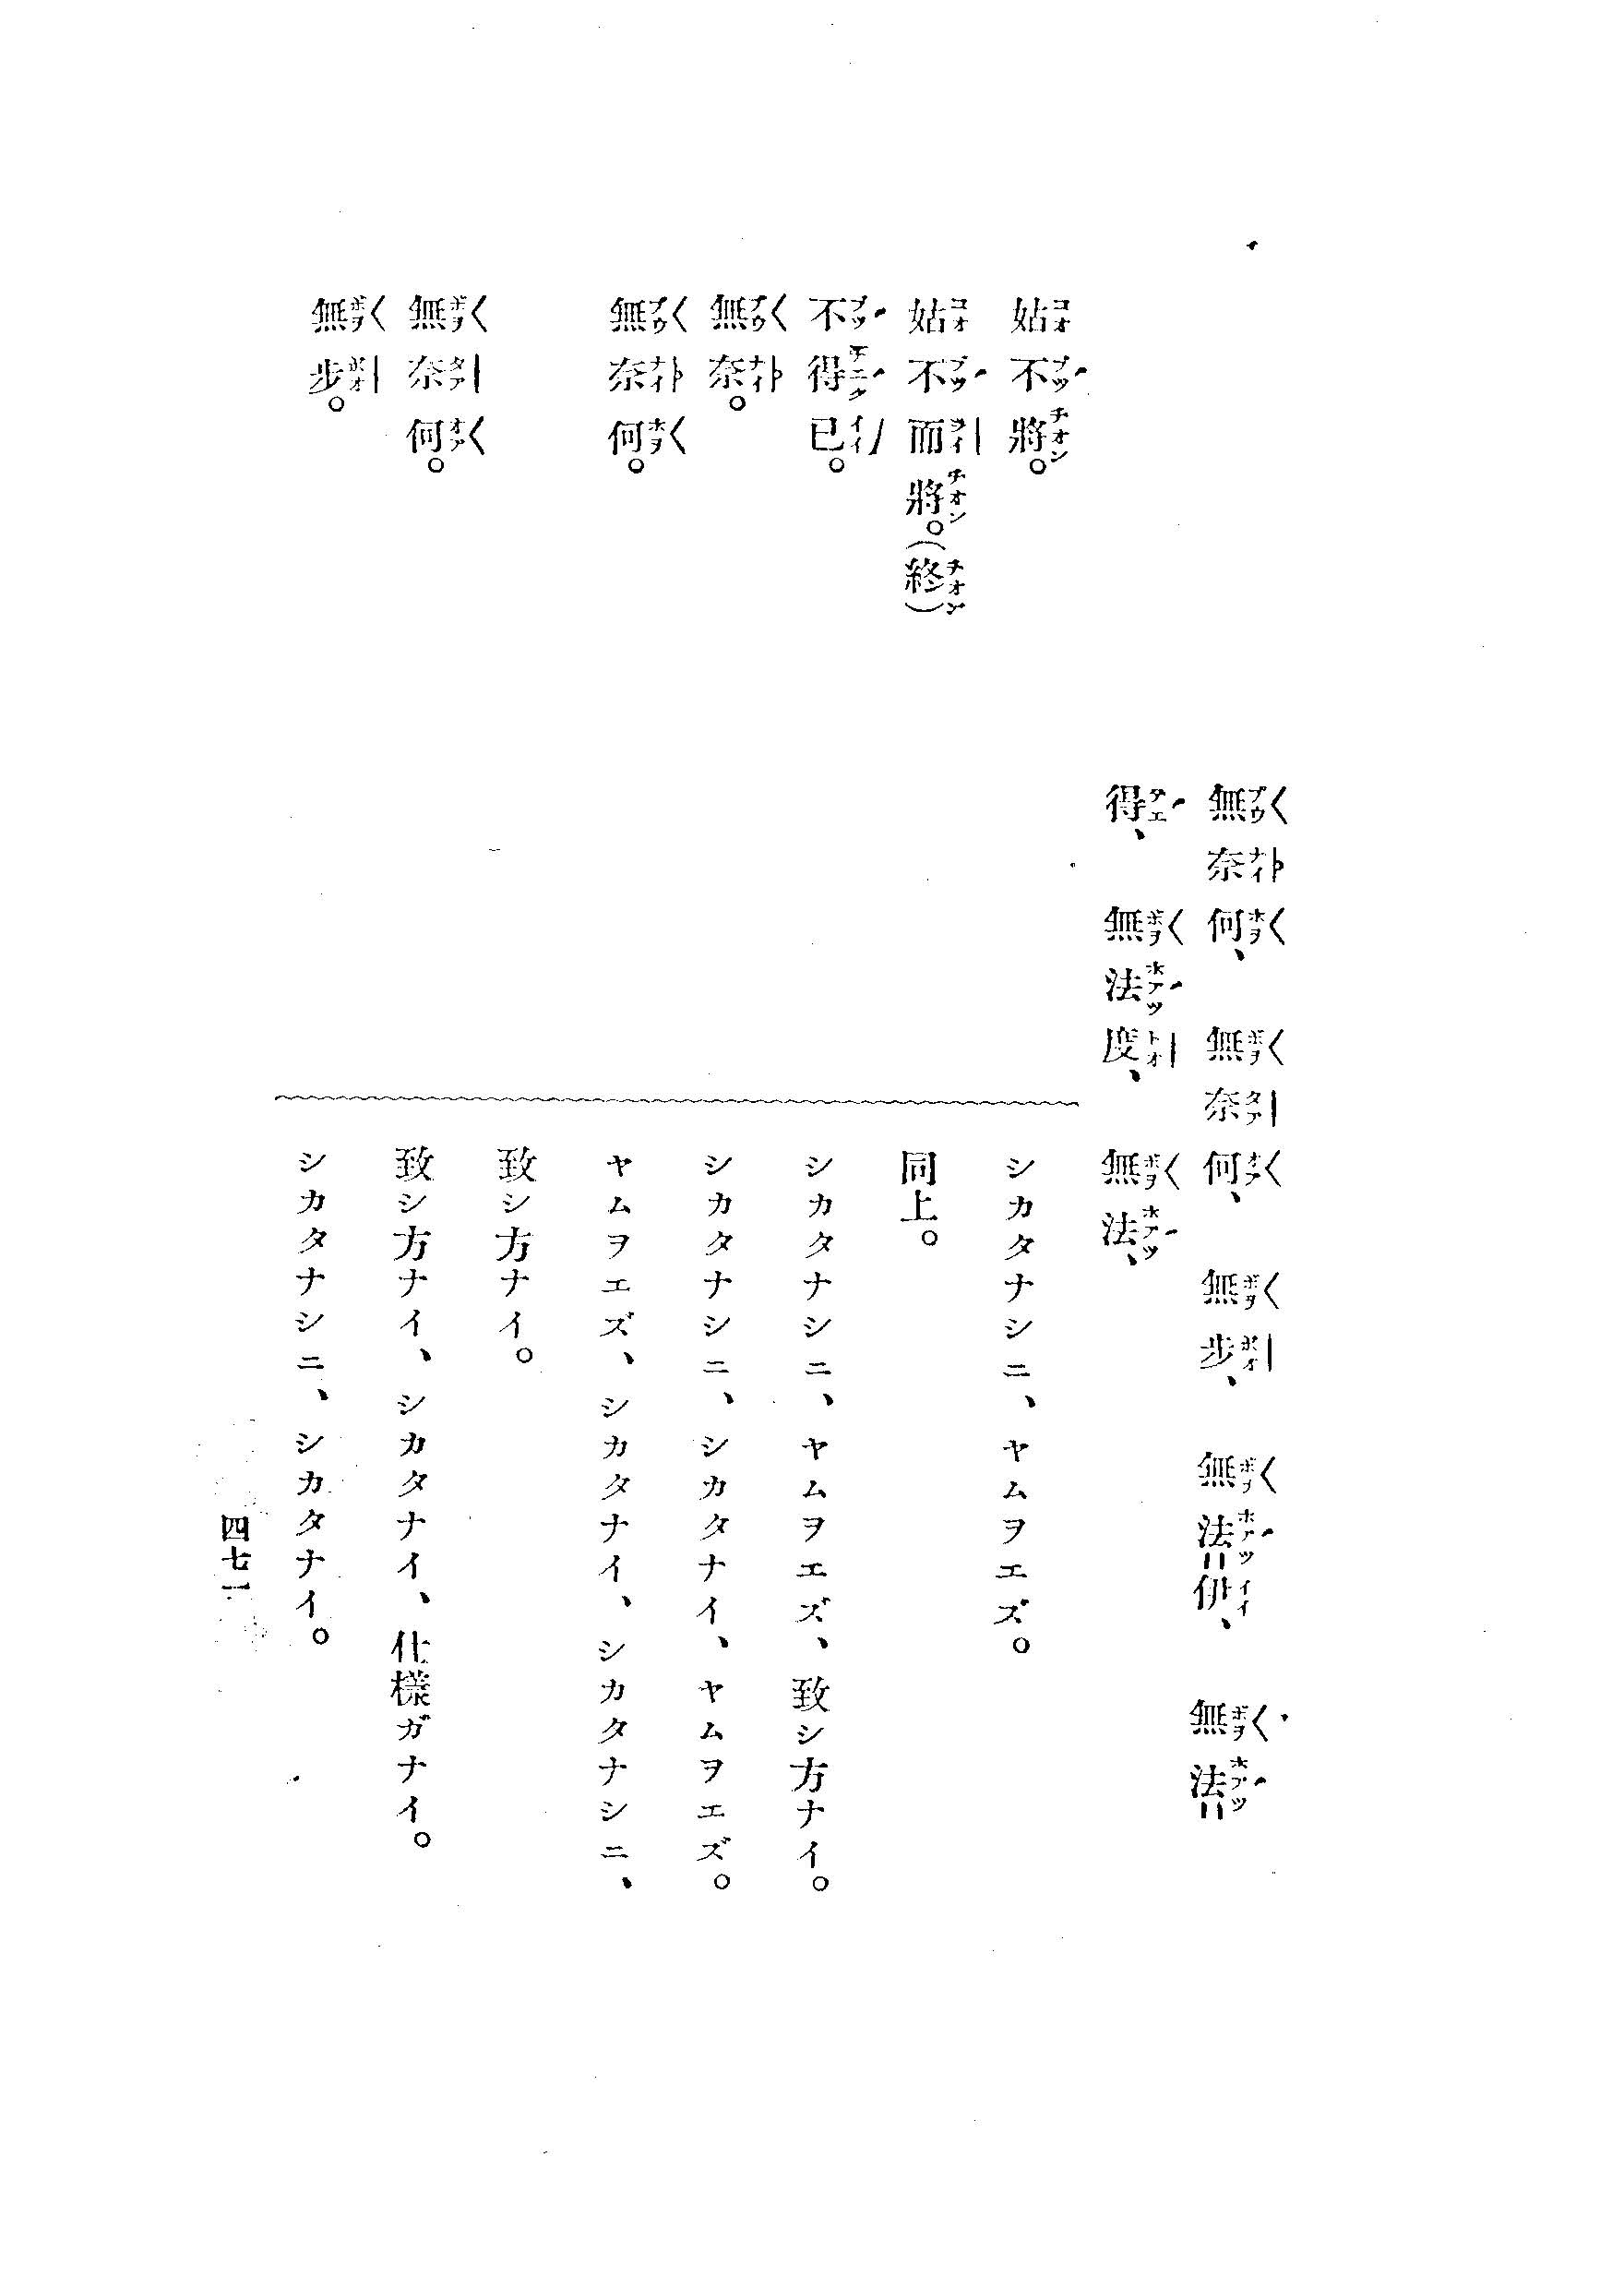 無奈何、無奈何、無步、無法=伊、無法=
得、無法度、無法、
姑不將。 シカタナシニ、ヤムヲエズ。
姑不而將。(終) 同上。
不得已。 シカタナシニ、ヤムヲエズ、致シ方ナイ。
無奈。 シカタナシニ、シカタナイ、ヤムヲエズ。
無奈何。 ヤムヲエズ、シカタナイ、シカタナシニ、
致シ方ナイ。
無奈何。 致シ方ナイ、シカタナイ、仕樣ガナイ。
無步。 シカタナシニ、シカタナイ。
四七一